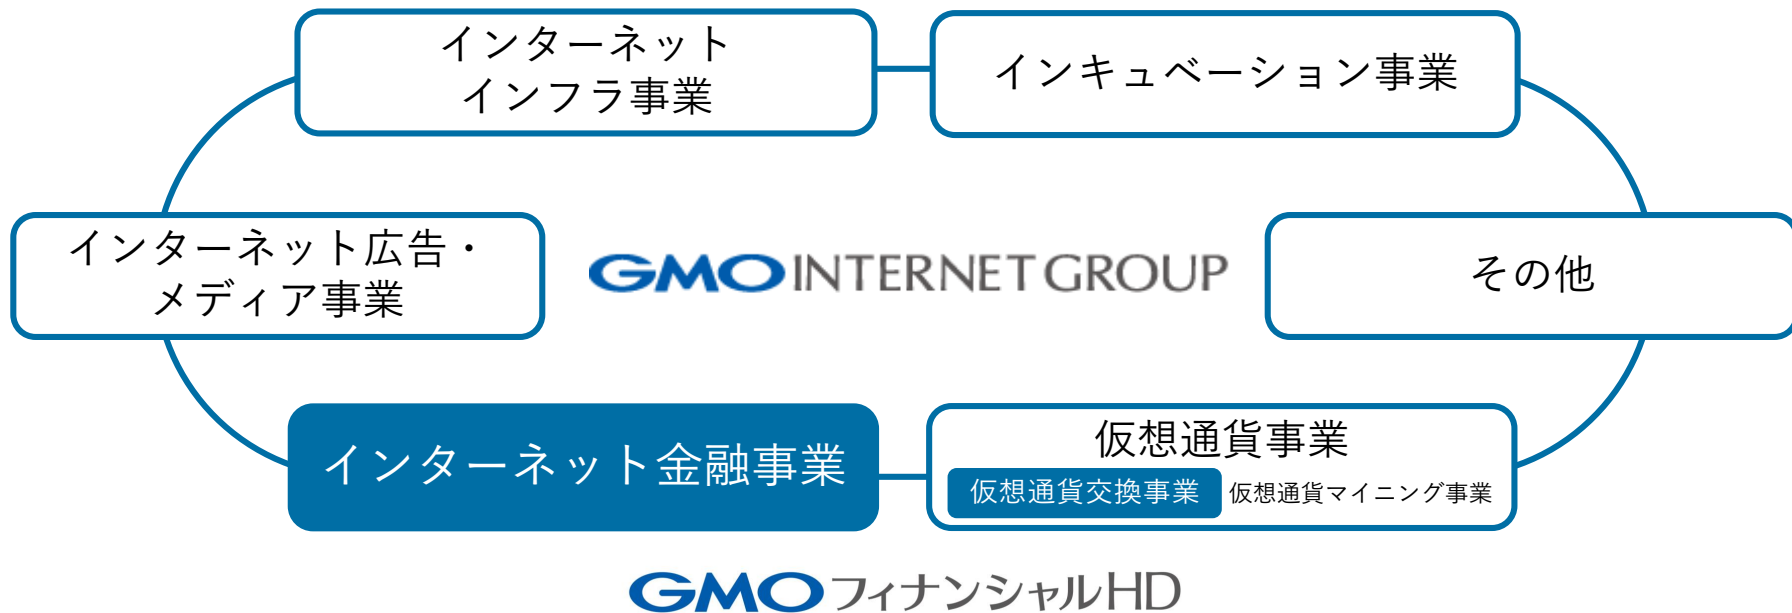 インターネット
インフラ事業
インキュベーション事業
インターネット広告・
メディア事業
GMO INTERNET GROUP
その他
インターネット金融事業
仮想通貨事業
仮想通貨交換事業
仮想通貨マイニング事業
GMOフィナンシャルHD